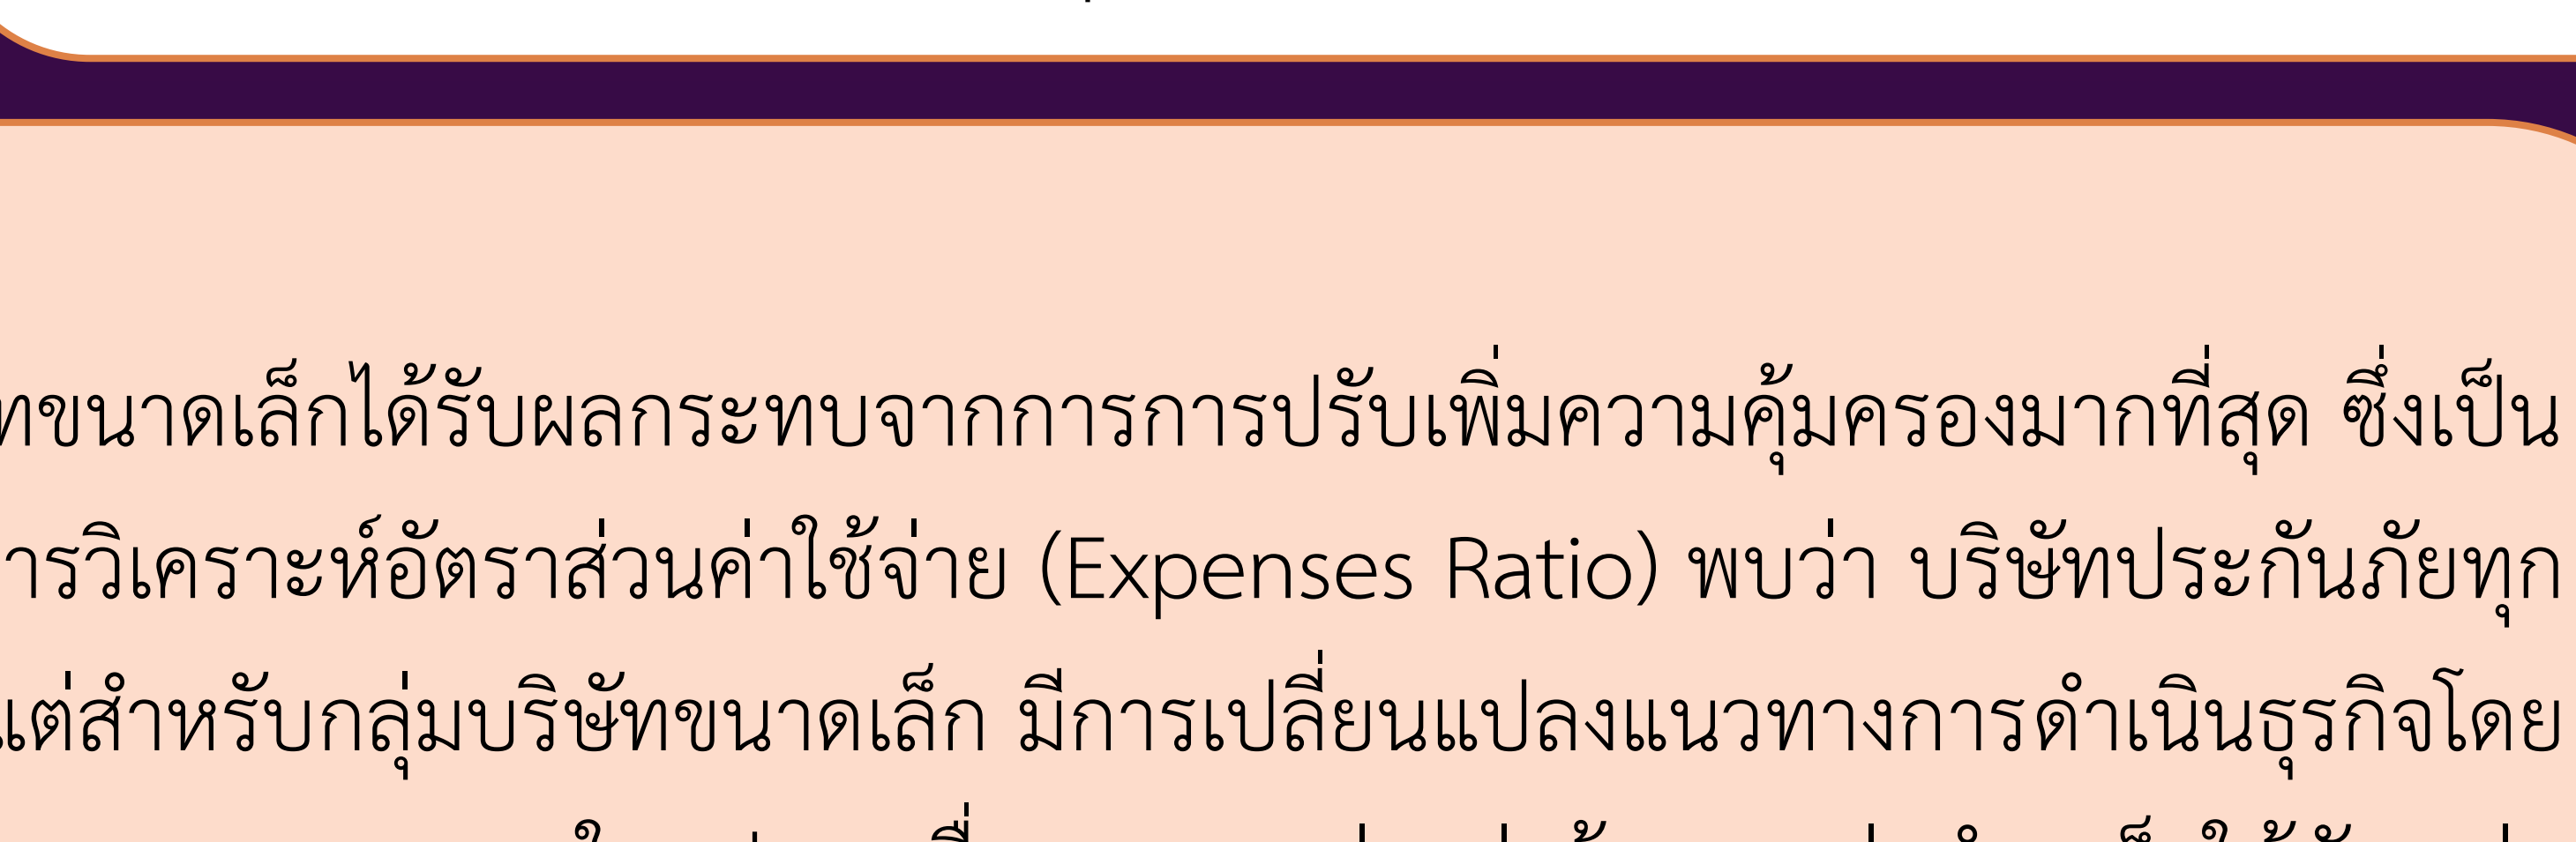 ทขนาดเล็กได้รับผลกระทบจากการการปรับเพิ่มความคุ้มครองมากที่สุด ซึ่งเป็น
ารวิเคราะห์อัตราส่วนค่าใช้จ่าย (Expenses Ratio) พบว่า บริษัทประกันภัยทุก
แต่สำหรับกลุ่มบริษัทขนาดเล็ก มีการเปลี่ยนแปลงแนวทางการดำเนินธุรกิจโดย